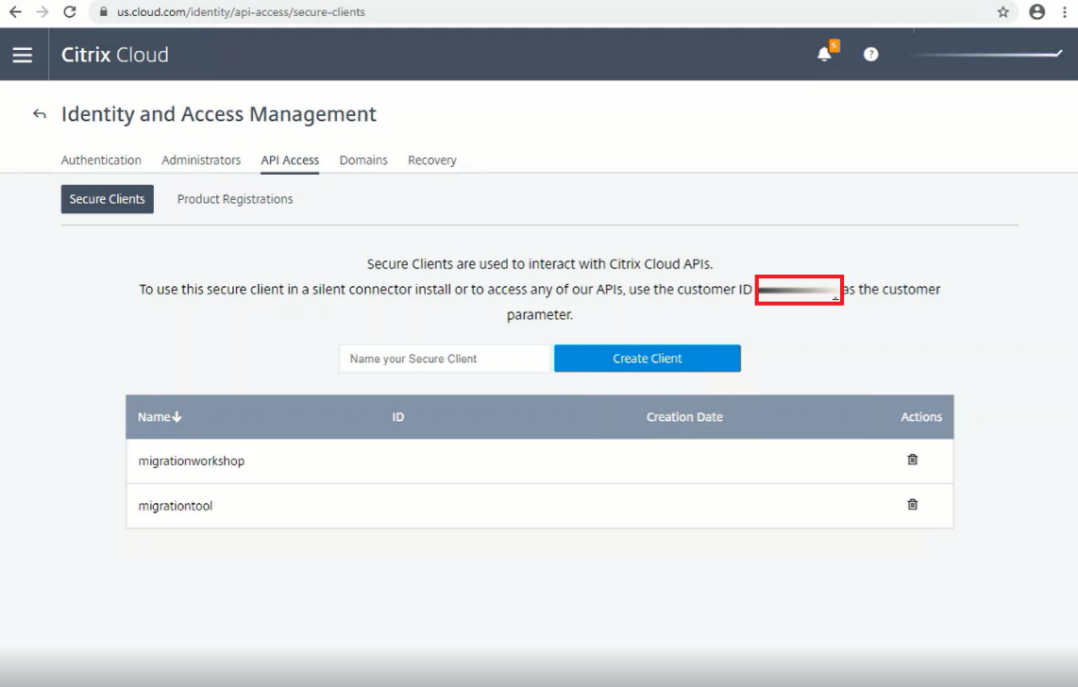 us.cloud.com/identity/api-access/secure-clients
Citrix Cloud
Identity and Access Management
Authentication Administrators API Access Domains Recovery
Secure Clients Product Registrations
Secure Clients are used to interact with Citrix Cloud APIs.
To use this secure client in a silent connector install or to access any of our APIs, use the customer ID as the customer
parameter.
Name your Secure Client Create Client
Name ID Creation Date Actions
migrationworkshop
migrationtool